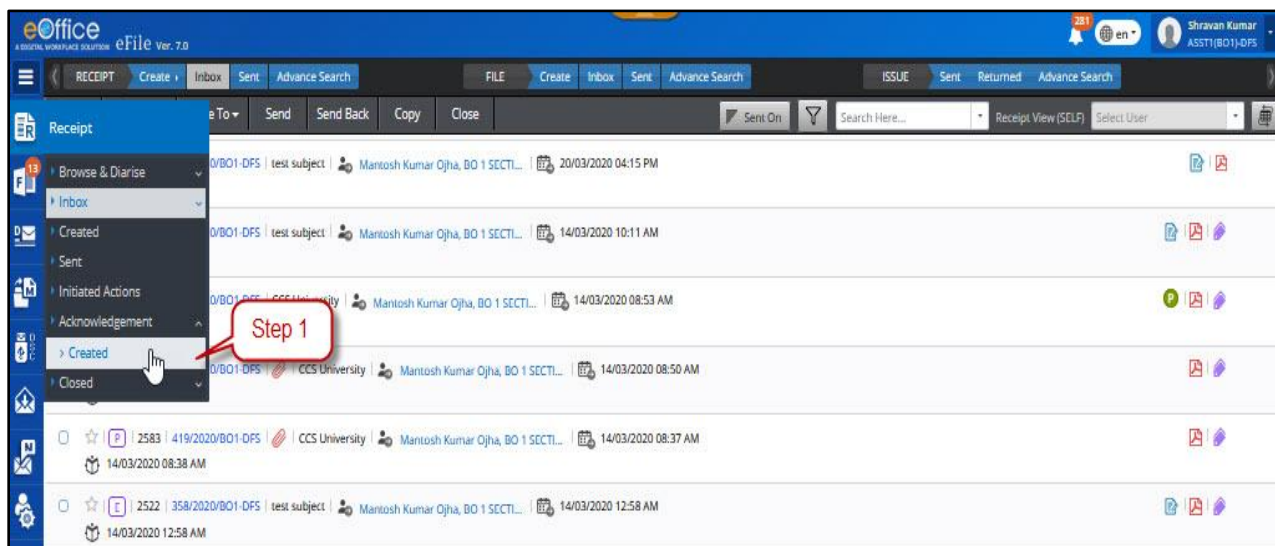 eOffice
A DIGITAL WORKPLACE SOLUTION eFile Ver. 7.0
281
en
Shravan Kumar
ASST1(BO1)-DFS
RECEIPT Create Inbox Sent Advance Search FILE Create Inbox Sent Advance Search ISSUE Sent Returned Advance Search
e To Send Send Back Copy Close Sent On Search Here... Receipt View (SELF) Select User
Receipt
13
Browse & Diarise
Inbox
Created
Sent
Initiated Actions
Acknowledgement
Created
Closed
Step 1
0/BO1-DFS test subject Mantosh Kumar Ojha, BO 1 SECTI... 20/03/2020 04:15 PM
0/BO1-DFS test subject Mantosh Kumar Ojha, BO 1 SECTI... 14/03/2020 10:11 AM
0/BO1-DFS CCS University Mantosh Kumar Ojha, BO 1 SECTI... 14/03/2020 08:53 AM
P
0/BO1-DFS CCS University Mantosh Kumar Ojha, BO 1 SECTI... 14/03/2020 08:50 AM
P 2583 419/2020/BO1-DFS CCS University Mantosh Kumar Ojha, BO 1 SECTI... 14/03/2020 08:37 AM
14/03/2020 08:38 AM
E 2522 358/2020/BO1-DFS test subject Mantosh Kumar Ojha, BO 1 SECTI... 14/03/2020 12:58 AM
14/03/2020 12:58 AM